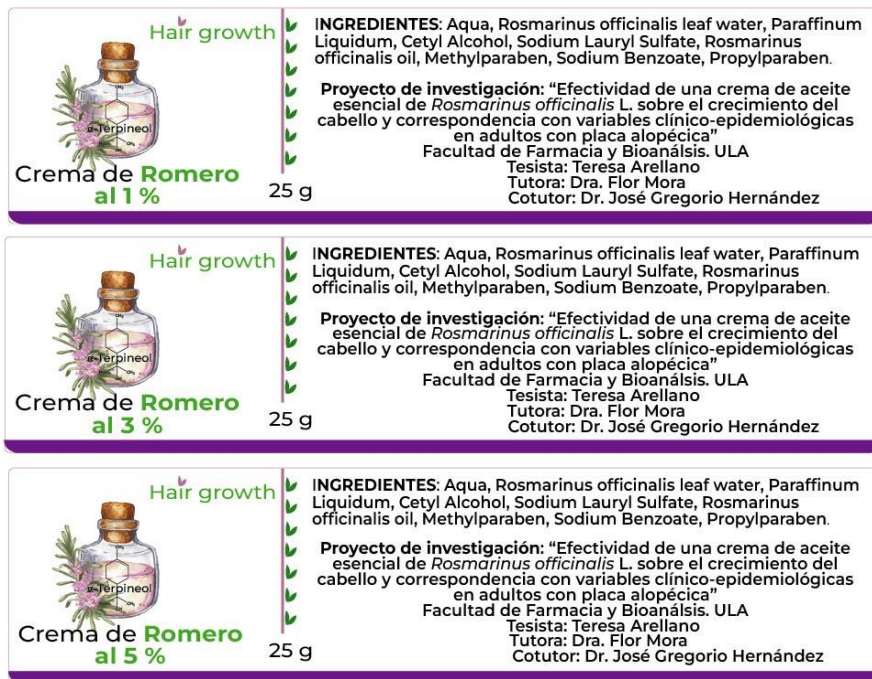 Hair growth
α-Terpineol
Crema de Romero
al 1 %
25 g
INGREDIENTES: Aqua, Rosmarinus officinalis leaf water, Paraffinum
Liquidum, Cetyl Alcohol, Sodium Lauryl Sulfate, Rosmarinus
officinalis oil, Methylparaben, Sodium Benzoate, Propylparaben.
Proyecto de investigación: “Efectividad de una crema de aceite
esencial de Rosmarinus officinalis L. sobre el crecimiento del
cabello y correspondencia con variables clínico-epidemiológicas
en adultos con placa alopécica”
Facultad de Farmacia y Bioanálsis. ULA
Tesista: Teresa Arellano
Tutora: Dra. Flor Mora
Cotutor: Dr. José Gregorio Hernández
Hair growth
α-Terpineol
Crema de Romero
al 3 %
25 g
INGREDIENTES: Aqua, Rosmarinus officinalis leaf water, Paraffinum
Liquidum, Cetyl Alcohol, Sodium Lauryl Sulfate, Rosmarinus
officinalis oil, Methylparaben, Sodium Benzoate, Propylparaben.
Proyecto de investigación: “Efectividad de una crema de aceite
esencial de Rosmarinus officinalis L. sobre el crecimiento del
cabello y correspondencia con variables clínico-epidemiológicas
en adultos con placa alopécica”
Facultad de Farmacia y Bioanálsis. ULA
Tesista: Teresa Arellano
Tutora: Dra. Flor Mora
Cotutor: Dr. José Gregorio Hernández
Hair growth
α-Terpineol
Crema de Romero
al 5 %
25 g
INGREDIENTES: Aqua, Rosmarinus officinalis leaf water, Paraffinum
Liquidum, Cetyl Alcohol, Sodium Lauryl Sulfate, Rosmarinus
officinalis oil, Methylparaben, Sodium Benzoate, Propylparaben.
Proyecto de investigación: “Efectividad de una crema de aceite
esencial de Rosmarinus officinalis L. sobre el crecimiento del
cabello y correspondencia con variables clínico-epidemiológicas
en adultos con placa alopécica”
Facultad de Farmacia y Bioanálsis. ULA
Tesista: Teresa Arellano
Tutora: Dra. Flor Mora
Cotutor: Dr. José Gregorio Hernández